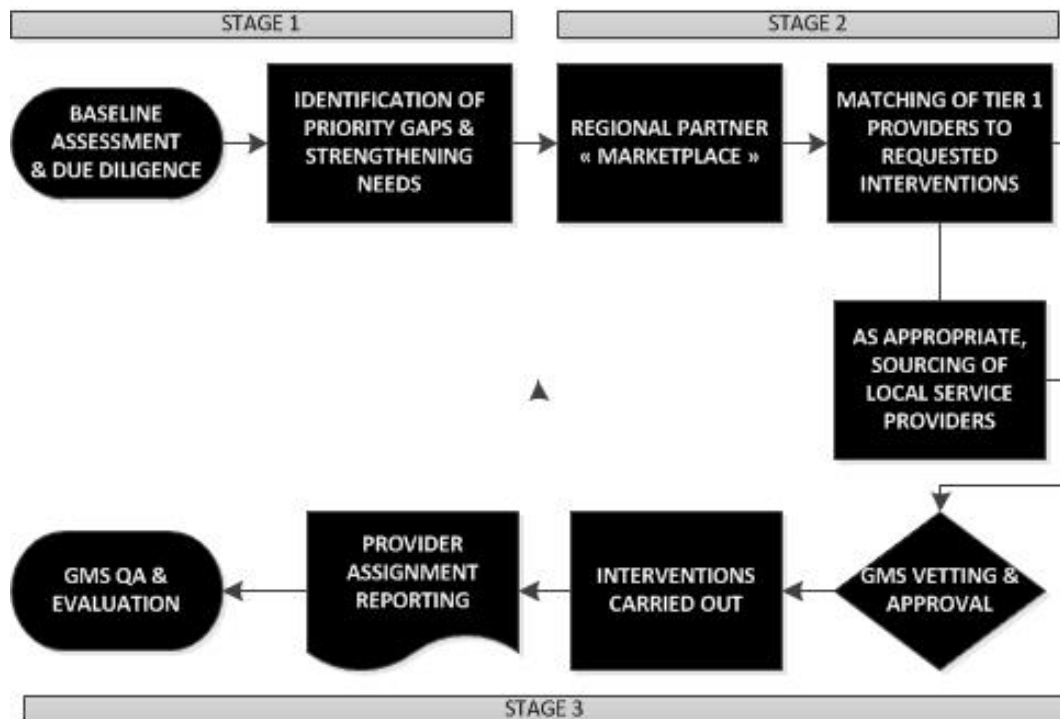 STAGE 1
STAGE 2
BASELINE
ASSESSMENT
& DUE DILIGENCE
IDENTIFICATION OF
PRIORITY GAPS &
STRENGTHENING
NEEDS
REGIONAL PARTNER
« MARKETPLACE »
MATCHING OF TIER 1
PROVIDERS TO
REQUESTED
INTERVENTIONS
AS APPROPRIATE,
SOURCING OF
LOCAL SERVICE
PROVIDERS
GMS VETTING &
APPROVAL
INTERVENTIONS
CARRIED OUT
PROVIDER
ASSIGNMENT
REPORTING
GMS QA &
EVALUATION
STAGE 3